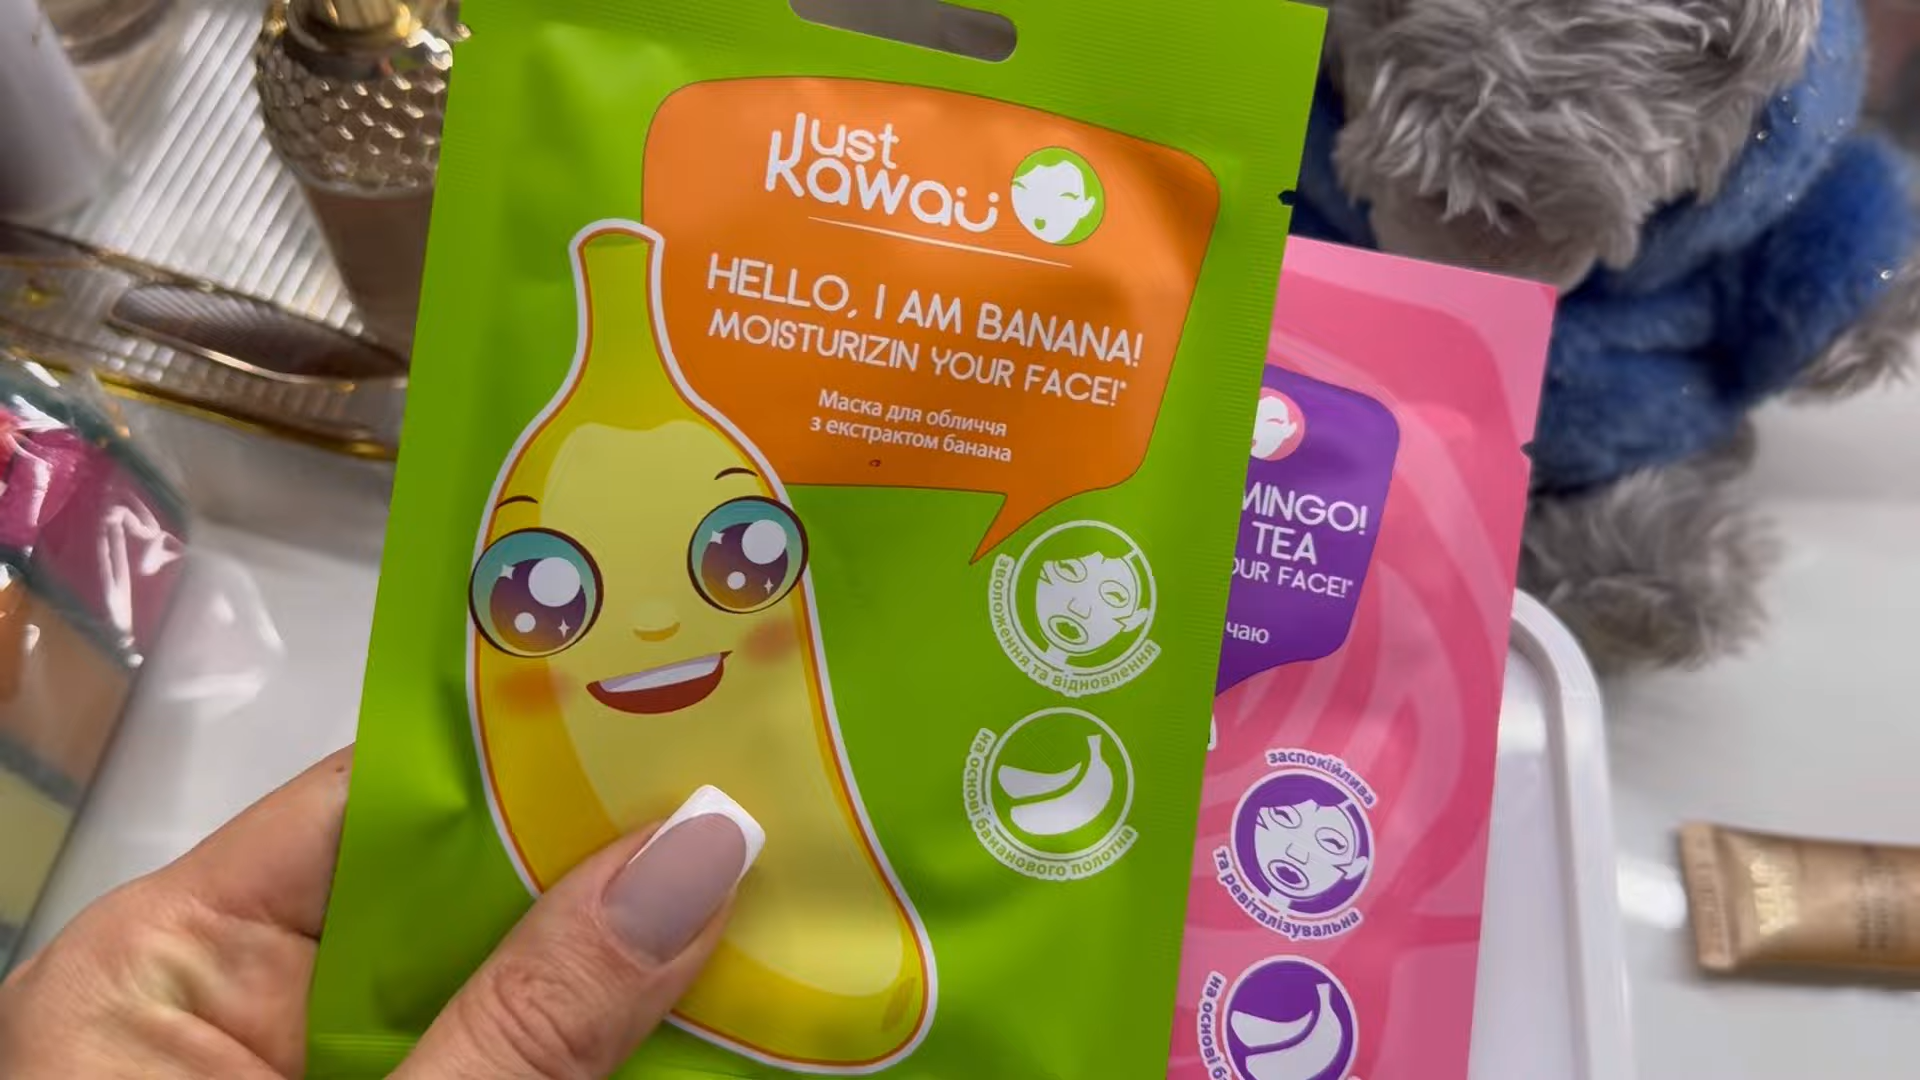 Just
Kawaii
HELLO, I AM BANANA!
MOISTURIZIN YOUR FACE!*
Маска для обличчя
з екстрактом банана
зволоження та відновлення
на основі бананового полотна
MINGO!
TEA
OUR FACE!*
чаю
заспокійлива
та ревіталізувальна
на основі б